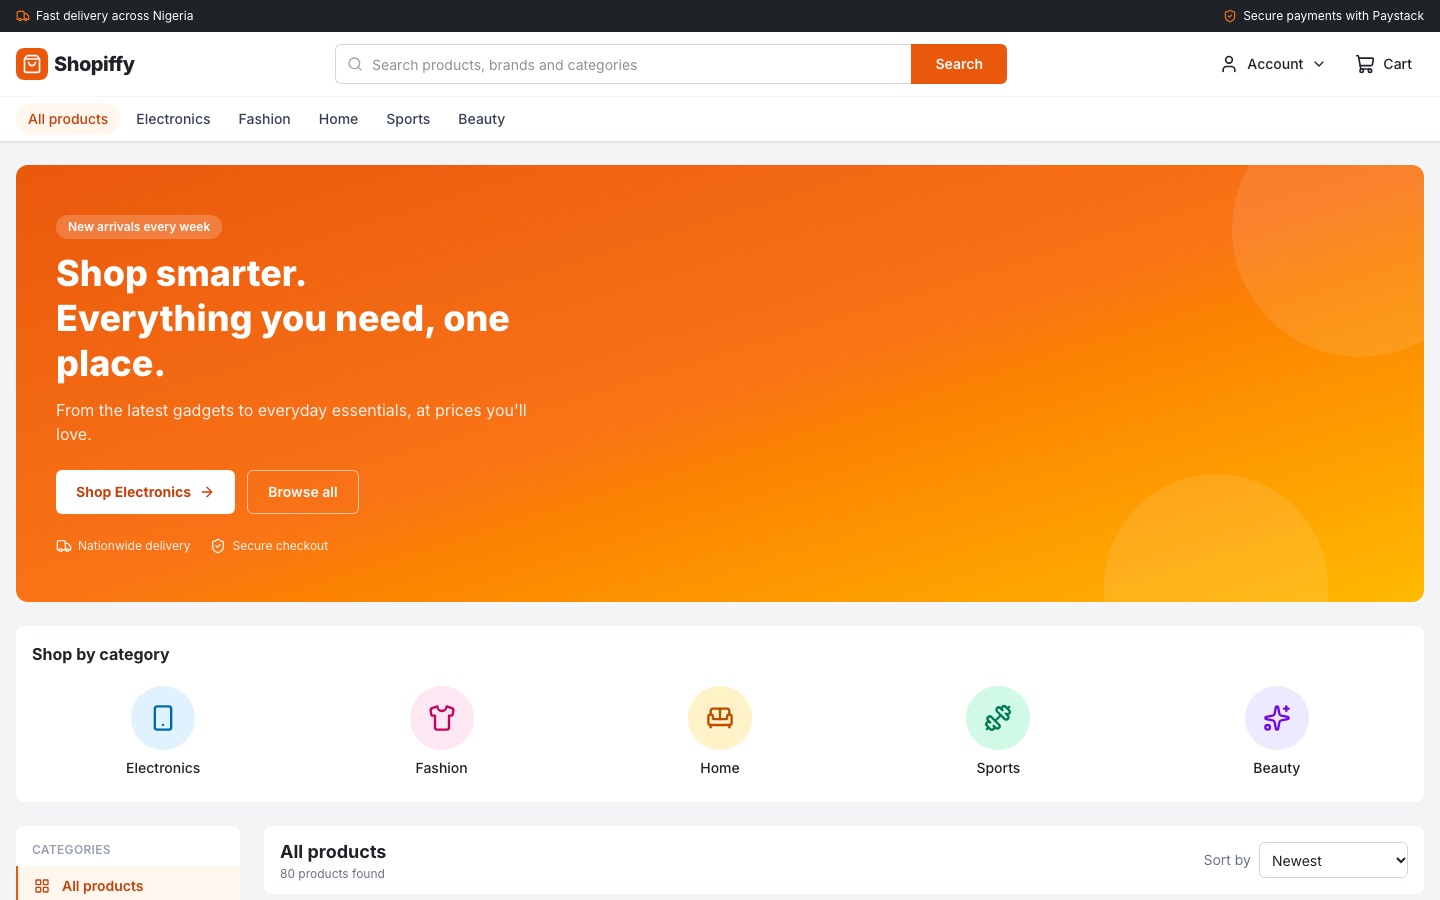 Fast delivery across Nigeria
Secure payments with Paystack
Shopiffy
Search products, brands and categories
Search
Account
Cart
All products
Electronics
Fashion
Home
Sports
Beauty
New arrivals every week
Shop smarter.
Everything you need, one
place.
From the latest gadgets to everyday essentials, at prices you'll
love.
Shop Electronics
Browse all
Nationwide delivery
Secure checkout
Shop by category
Electronics
Fashion
Home
Sports
Beauty
CATEGORIES
All products
All products
80 products found
Sort by
Newest